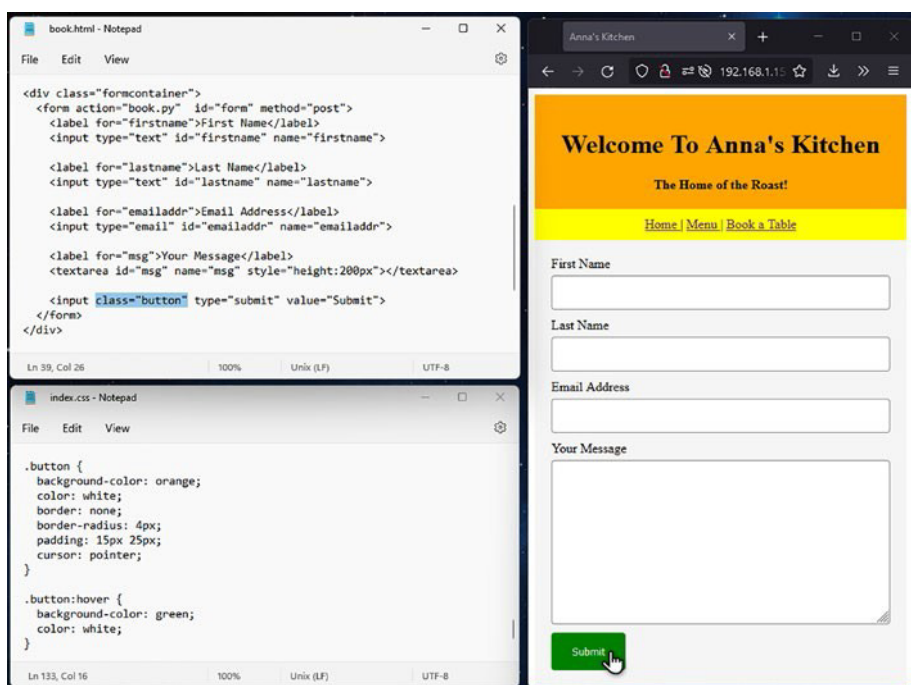 book.html - Notepad
File Edit View
<div class="formcontainer">
<form action="book.py" id="form" method="post">
<label for="firstname">First Name</label>
<input type="text" id="firstname" name="firstname">
<label for="lastname">Last Name</label>
<input type="text" id="lastname" name="lastname">
<label for="emailaddr">Email Address</label>
<input type="email" id="emailaddr" name="emailaddr">
<label for="msg">Your Message</label>
<textarea id="msg" name="msg" style="height:200px"></textarea>
<input class="button" type="submit" value="Submit">
</form>
</div>
Ln 39, Col 26 100% Unix (LF) UTF-8
index.css - Notepad
File Edit View
.button {
background-color: orange;
color: white;
border: none;
border-radius: 4px;
padding: 15px 25px;
cursor: pointer;
}
.button:hover {
background-color: green;
color: white;
}
Ln 133, Col 16 100% Unix (LF) UTF-8
Anna's Kitchen
192.168.1.15
Welcome To Anna's Kitchen
The Home of the Roast!
Home | Menu | Book a Table
First Name
Last Name
Email Address
Your Message
Submit